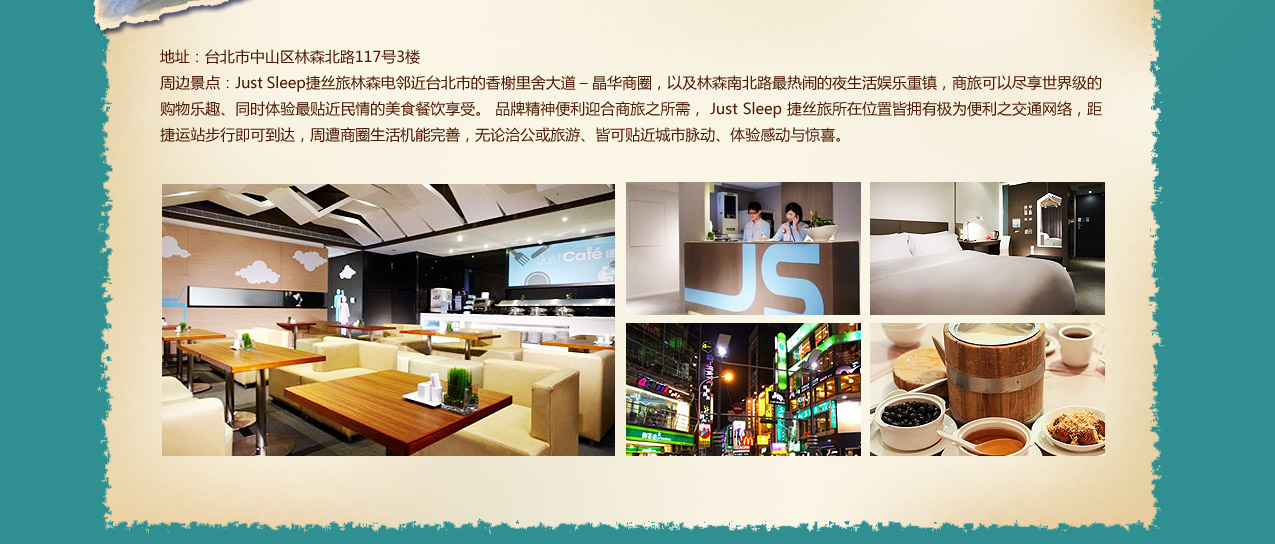 地址：台北市中山区林森北路117号3楼
周边景点：Just Sleep捷丝旅林森电邻近台北市的香榭里舍大道 – 晶华商圈，以及林森南北路最热闹的夜生活娱乐重镇，商旅可以尽享世界级的
购物乐趣、同时体验最贴近民情的美食餐饮享受。 品牌精神便利迎合商旅之所需， Just Sleep 捷丝旅所在位置皆拥有极为便利之交通网络，距
捷运站步行即可到达，周遭商圈生活机能完善，无论洽公或旅游、皆可贴近城市脉动、体验感动与惊喜。
Just Café 捷
JS